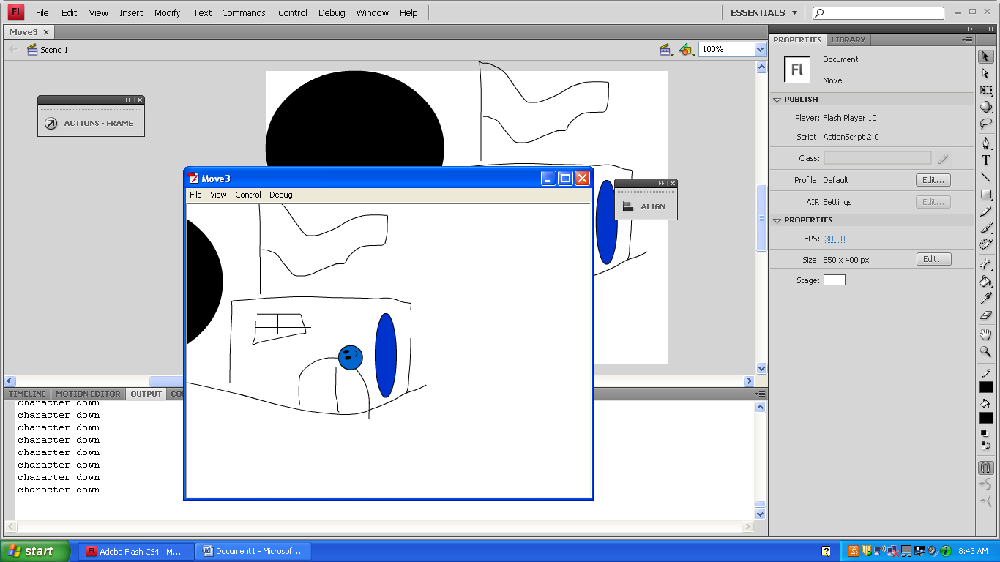 Fl File Edit View Insert Modify Text Commands Control Debug Window Help ESSENTIALS
Move3
Scene 1 100%
ACTIONS - FRAME
PROPERTIES LIBRARY
Document
Fl
Move3
PUBLISH
Player: Flash Player 10
Script: ActionScript 2.0
Class:
Profile: Default Edit...
AIR Settings Edit...
PROPERTIES
FPS: 30.00
Size: 550 x 400 px Edit...
Stage:
ALIGN
Move3
File View Control Debug
TIMELINE MOTION EDITOR OUTPUT CO
character down
character down
character down
character down
character down
character down
character down
character down
start Fl Adobe Flash CS4 - M... Document1 - Microsof... 8:43 AM